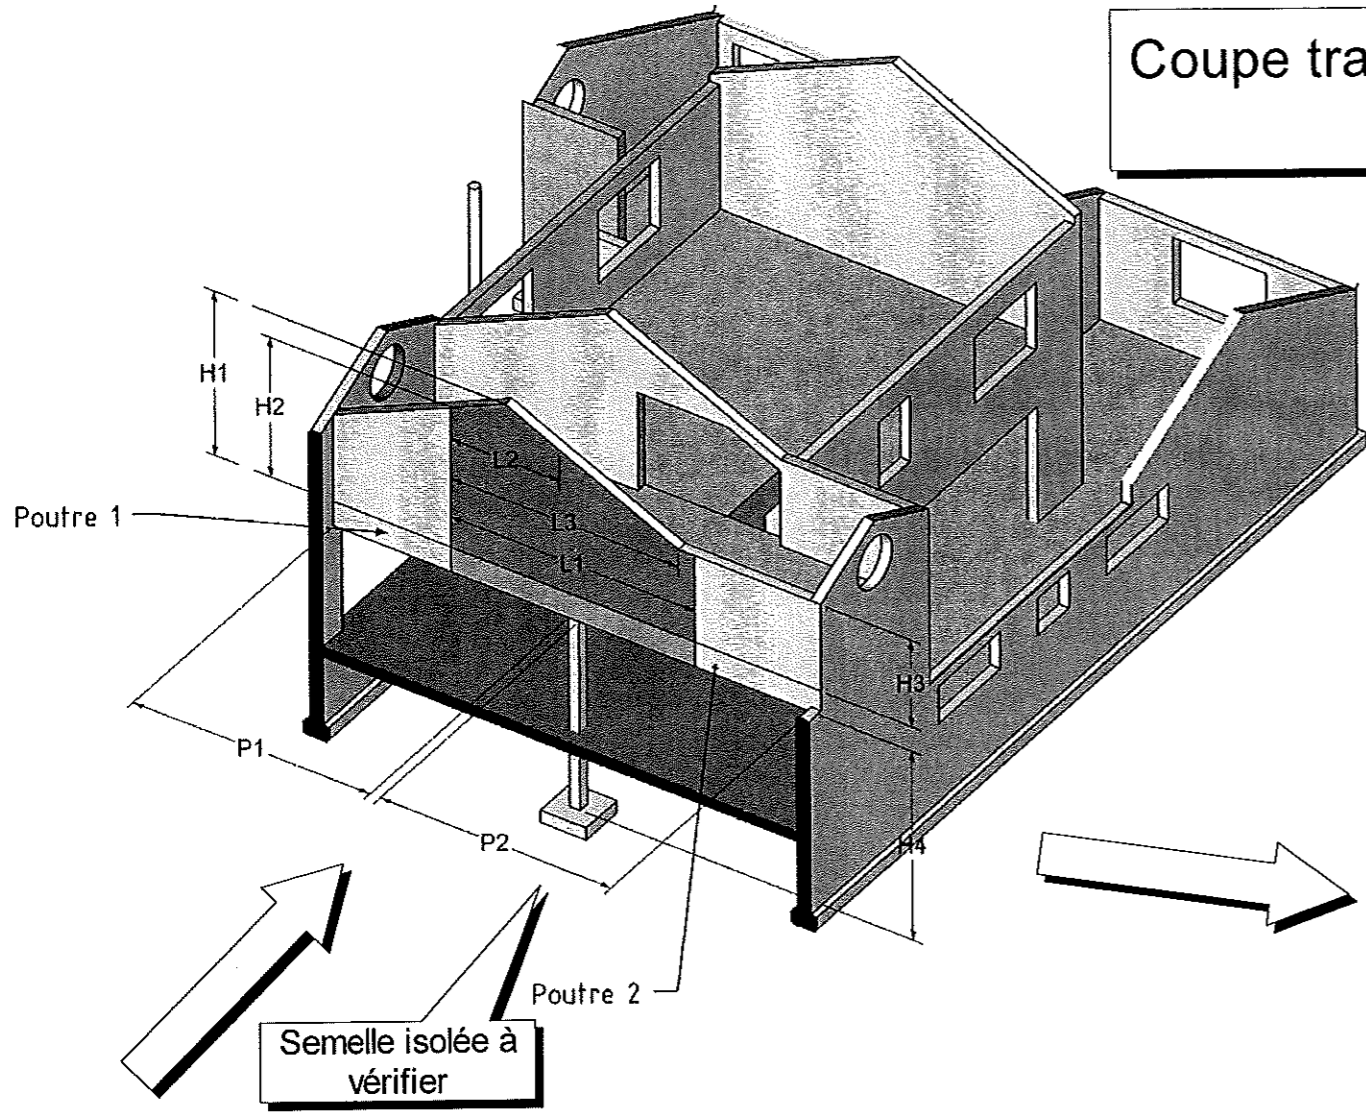 Coupe tra
H1
H2
L2
L3
L1
Poutre 1
H3
P1
P2
H4
Poutre 2
Semelle isolée à
vérifier